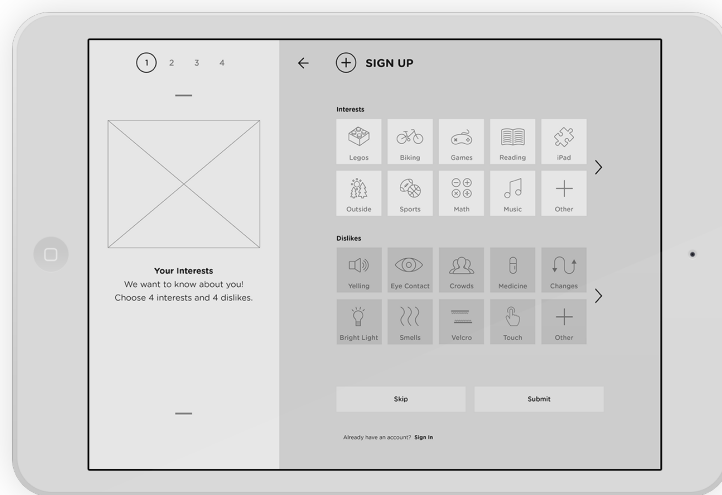 1 2 3 4
Your Interests
We want to know about you!
Choose 4 interests and 4 dislikes.
SIGN UP
Interests
Legos Biking Games Reading iPad
Outside Sports Math Music Other
Dislikes
Yelling Eye Contact Crowds Medicine Changes
Bright Light Smells Velcro Touch Other
Skip Submit
Already have an account? Sign In